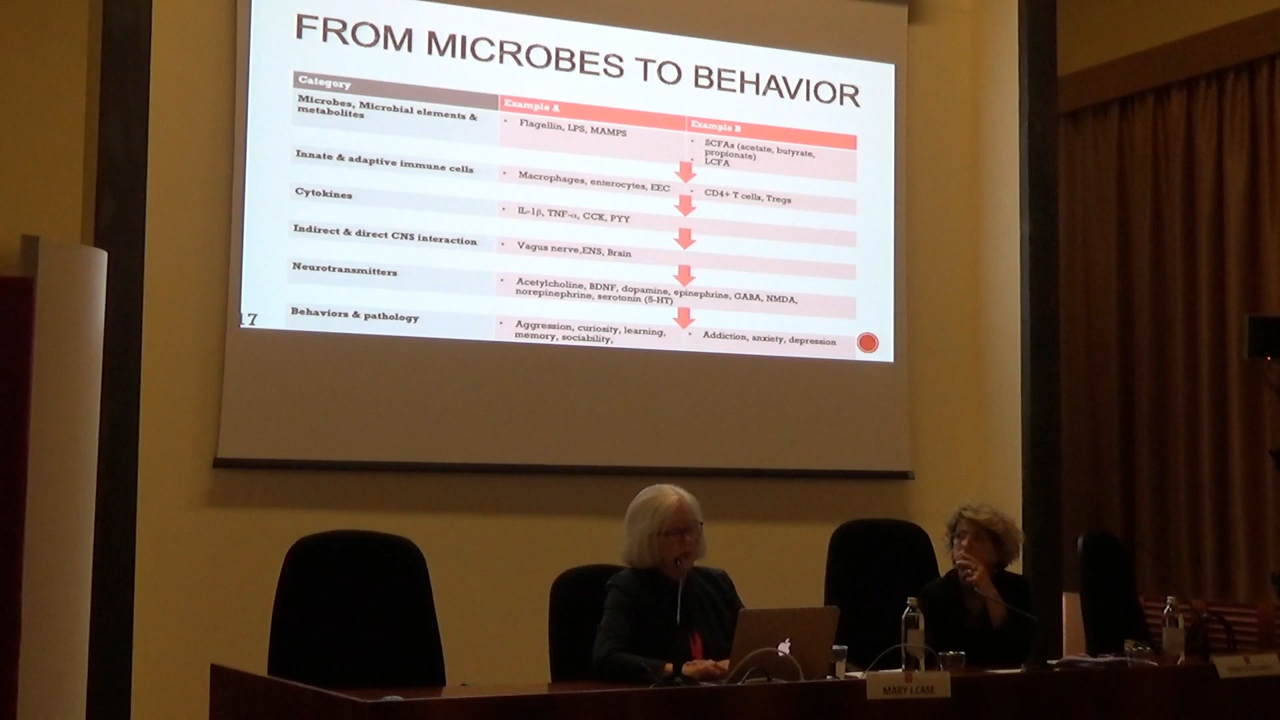 FROM MICROBES TO BEHAVIOR
Category
Example A
Example B
Microbes, Microbial elements &
metabolites
• Flagellin, LPS, MAMPS
• SCFAs (acetate, butyrate,
propionate)
• LCFA
Innate & adaptive immune cells
• Macrophages, enterocytes, EEC
• CD4+ T cells, Tregs
Cytokines
• IL-1β, TNF-α, CCK, PYY
Indirect & direct CNS interaction
• Vagus nerve,ENS, Brain
Neurotransmitters
• Acetylcholine, BDNF, dopamine, epinephrine, GABA, NMDA,
norepinephrine, serotonin (5-HT)
Behaviors & pathology
• Aggression, curiosity, learning,
memory, sociability,
• Addiction, anxiety, depression
17
MARY J.CASE